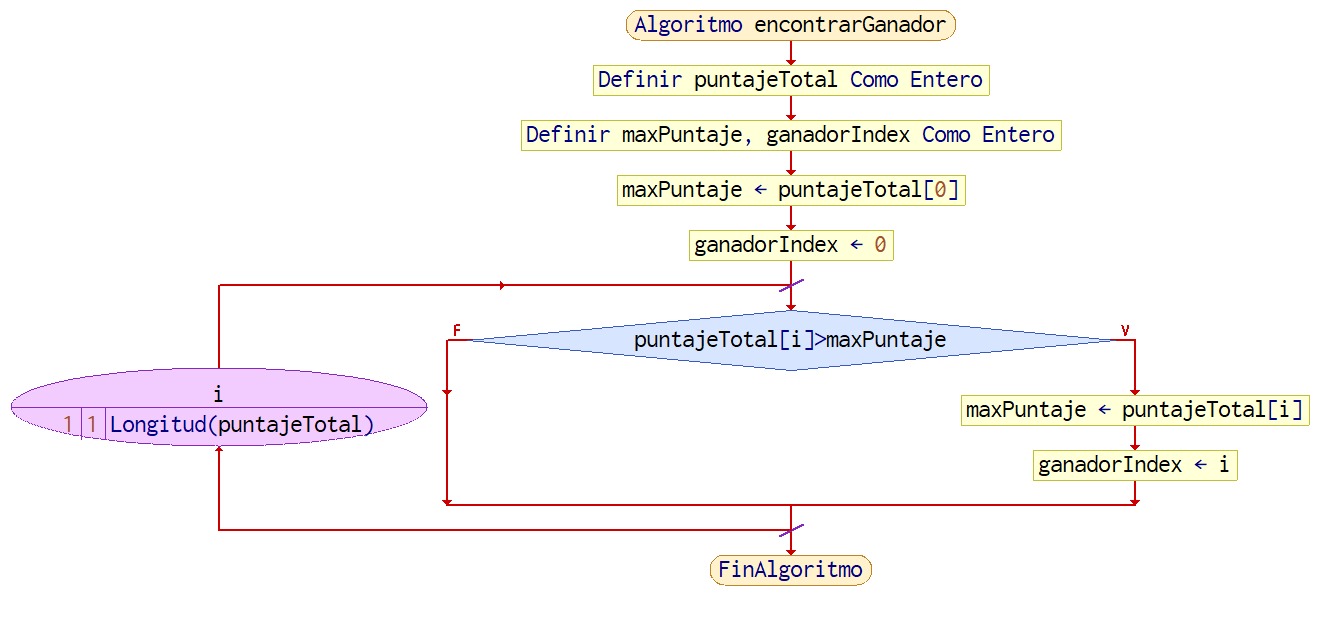 Algoritmo encontrarGanador
Definir puntajeTotal Como Entero
Definir maxPuntaje, ganadorIndex Como Entero
maxPuntaje ← puntajeTotal[0]
ganadorIndex ← 0
F
puntajeTotal[i]>maxPuntaje
V
i
1 1 Longitud(puntajeTotal)
maxPuntaje ← puntajeTotal[i]
ganadorIndex ← i
FinAlgoritmo